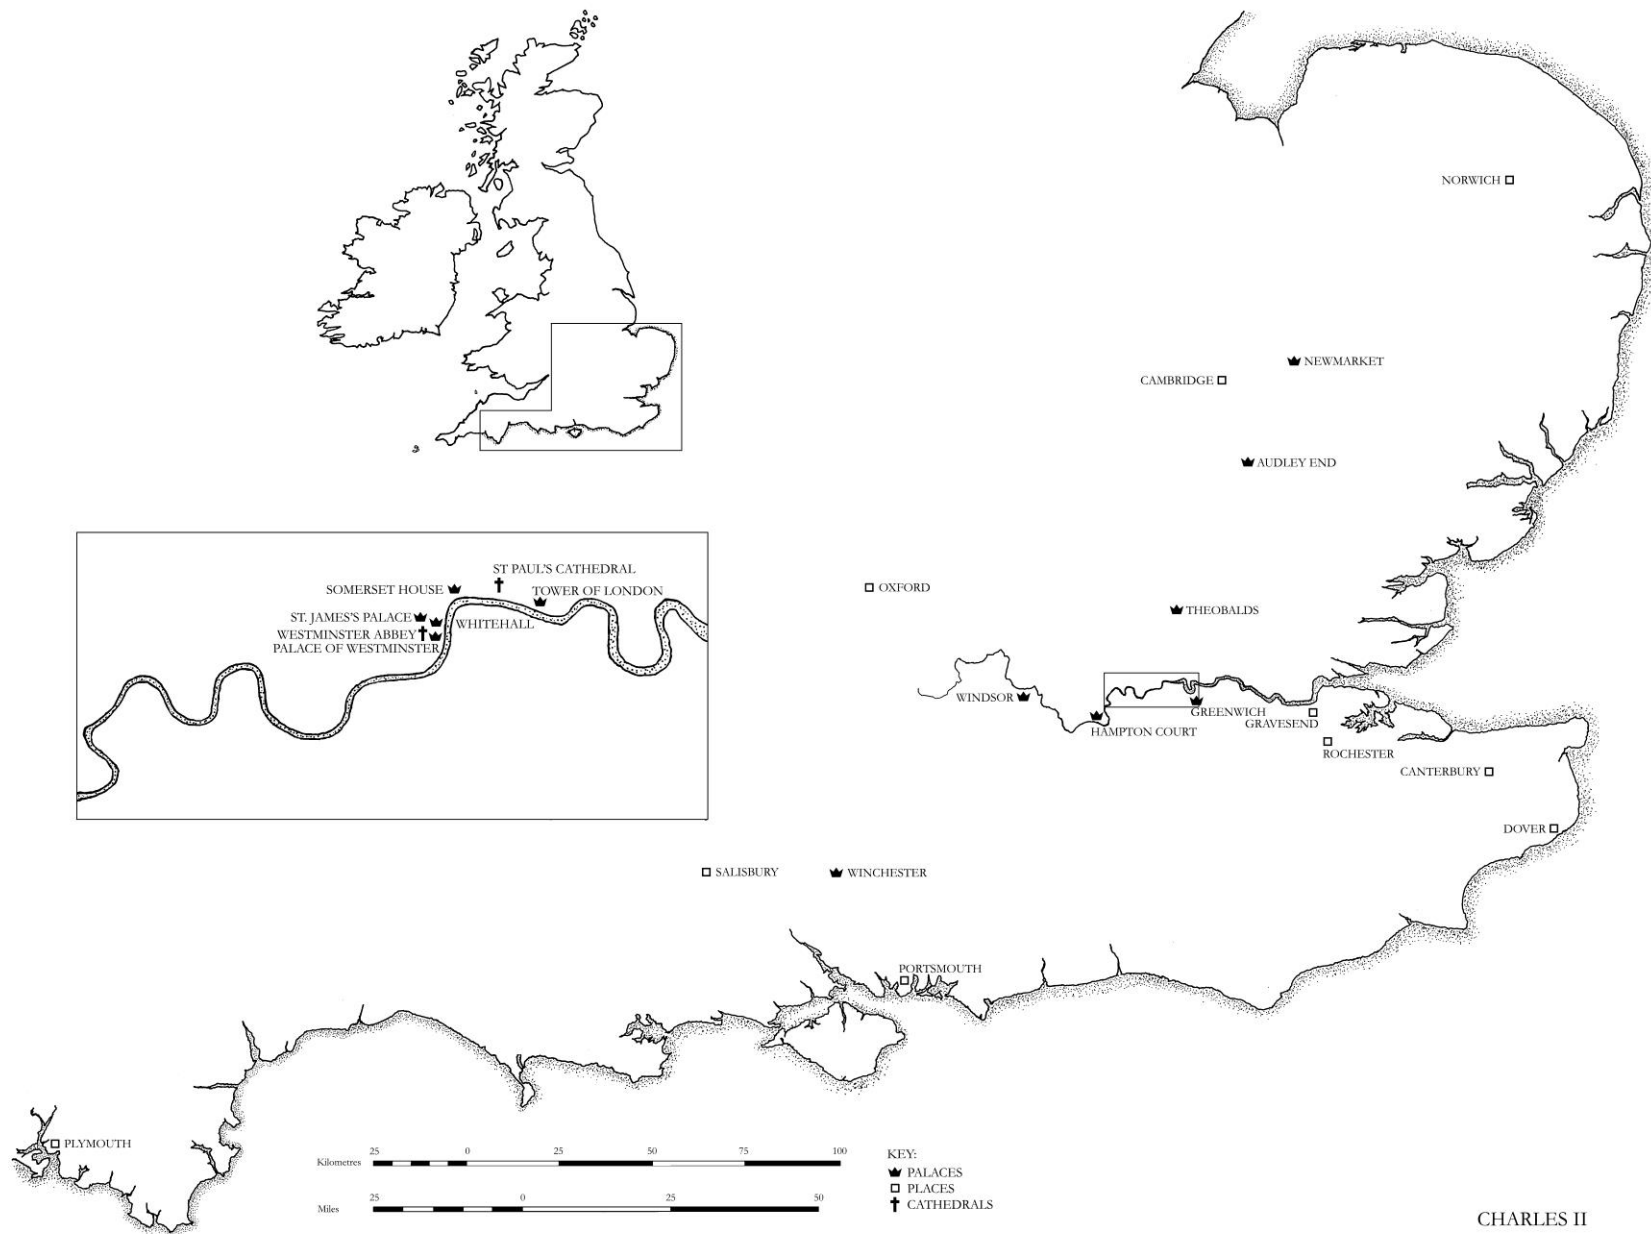 NORWICH
NEWMARKET
CAMBRIDGE
AUDLEY END
ST PAUL'S CATHEDRAL
SOMERSET HOUSE
TOWER OF LONDON
ST. JAMES'S PALACE
WHITEHALL
WESTMINSTER ABBEY
PALACE OF WESTMINSTER
OXFORD
THEOBALDS
WINDSOR
GREENWICH
GRAVESEND
HAMPTON COURT
ROCHESTER
CANTERBURY
DOVER
SALISBURY
WINCHESTER
PORTSMOUTH
PLYMOUTH
25 0 25 50 75 100
Kilometres
25 0 25 50
Miles
KEY:
PALACES
PLACES
CATHEDRALS
CHARLES II